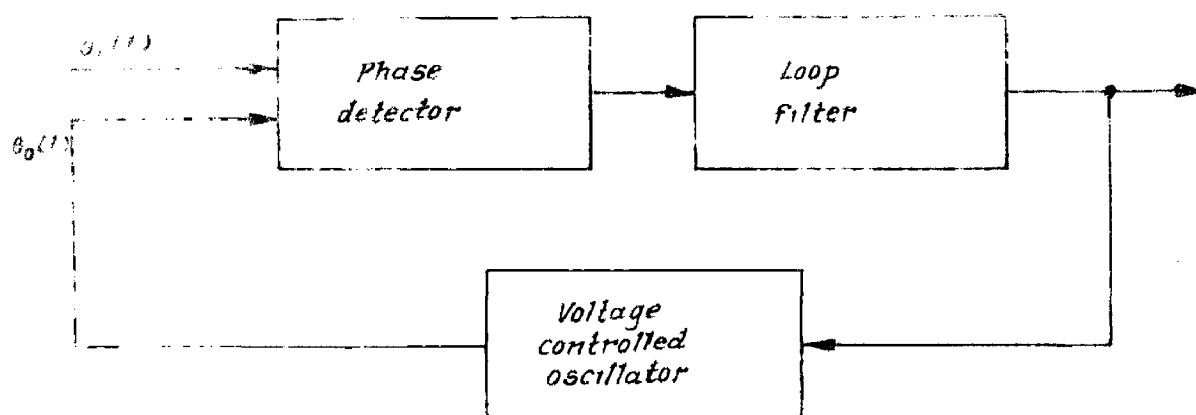 Phase
detector
Loop
filter
θ₀(t)
Voltage
controlled
oscillator